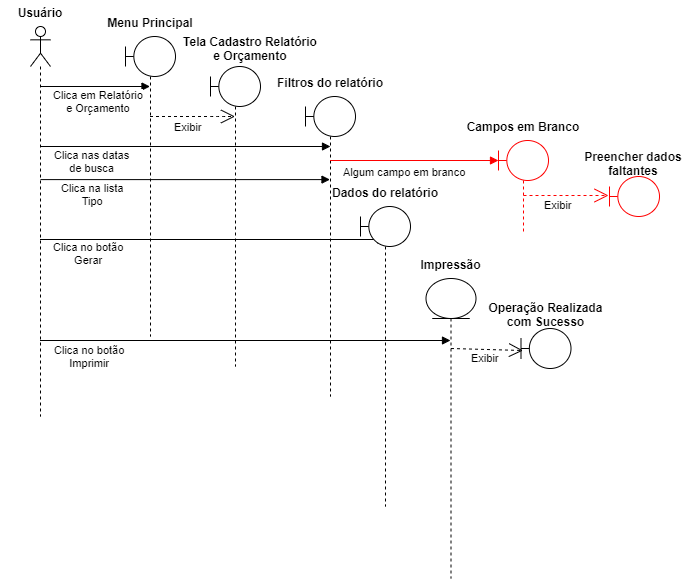 Usuário
Menu Principal
Tela Cadastro Relatório
e Orçamento
Filtros do relatório
Clica em Relatório
e Orçamento
Exibir
Campos em Branco
Clica nas datas
de busca
Preencher dados
faltantes
Algum campo em branco
Clica na lista
Tipo
Dados do relatório
Exibir
Clica no botão
Gerar
Impressão
Operação Realizada
com Sucesso
Clica no botão
Imprimir
Exibir